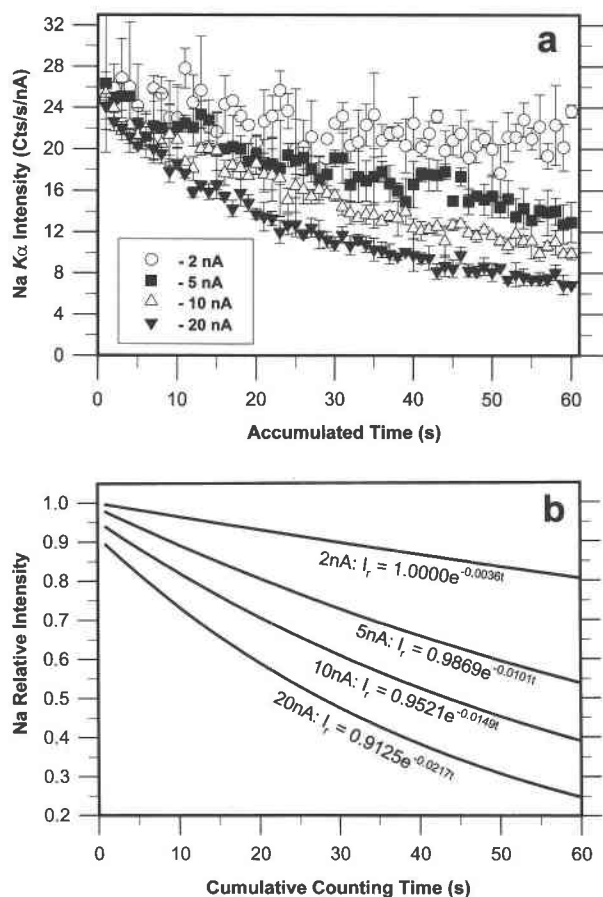 a
Na Kα Intensity (Cts/s/nA)
32
28
24
20
16
12
8
4
0
- 2 nA
- 5 nA
- 10 nA
- 20 nA
0 10 20 30 40 50 60
Accumulated Time (s)
b
Na Relative Intensity
1.0
0.9
0.8
0.7
0.6
0.5
0.4
0.3
0.2
2nA: I_r = 1.0000e^-0.0036t
5nA: I_r = 0.9869e^-0.0101t
10nA: I_r = 0.9521e^-0.0149t
20nA: I_r = 0.9125e^-0.0217t
0 10 20 30 40 50 60
Cumulative Counting Time (s)